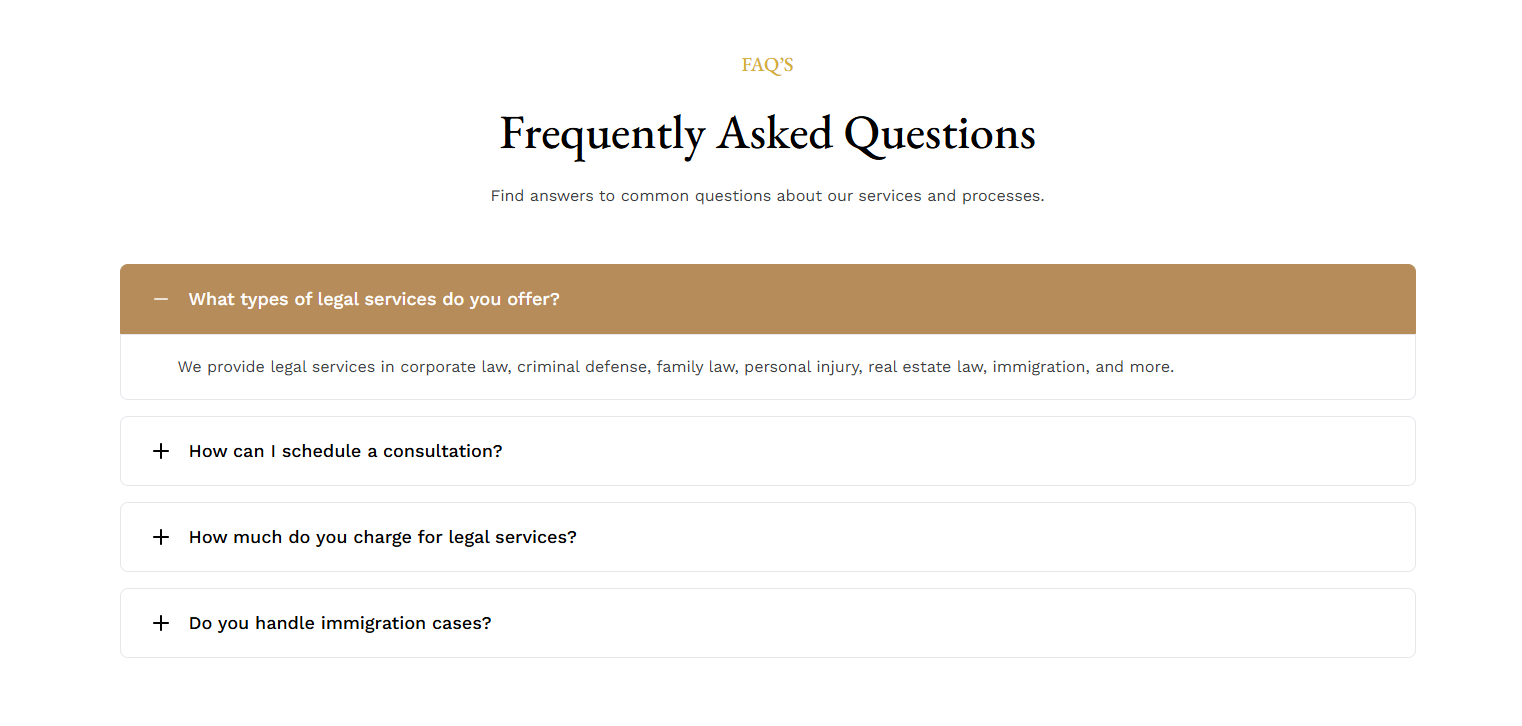 FAQ’S
Frequently Asked Questions
Find answers to common questions about our services and processes.
What types of legal services do you offer?
We provide legal services in corporate law, criminal defense, family law, personal injury, real estate law, immigration, and more.
How can I schedule a consultation?
How much do you charge for legal services?
Do you handle immigration cases?